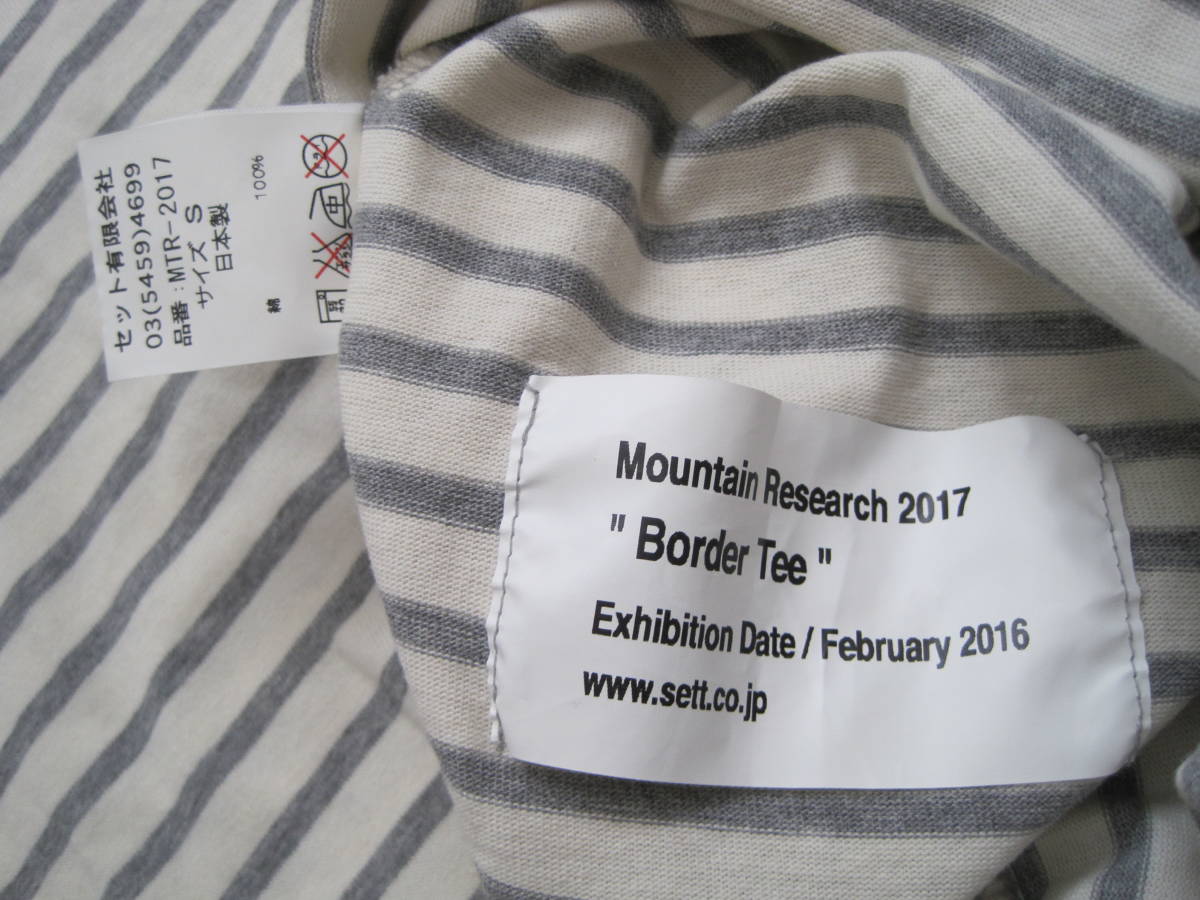 セット有限会社
03(5459)4699
品番:MTR-2017
サイズ S
日本製
綿 100%
中
Mountain Research 2017
" Border Tee "
Exhibition Date / February 2016
www.sett.co.jp